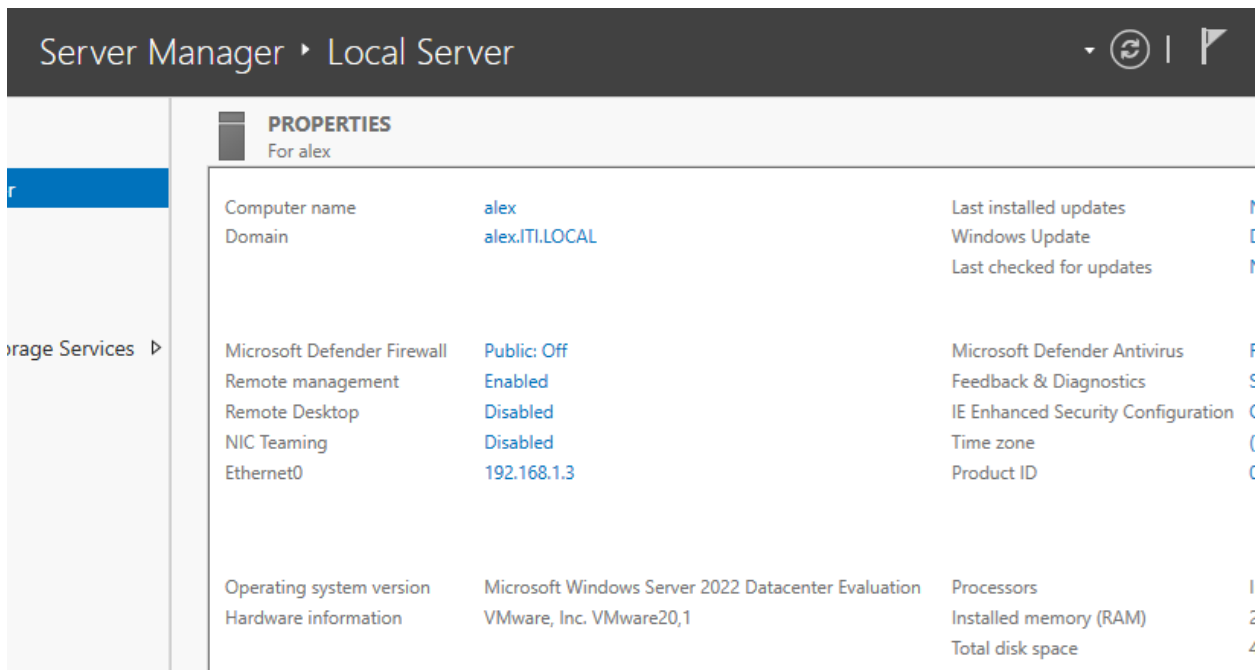 Server Manager ‣ Local Server
PROPERTIES
For alex
Computer name alex
Domain alex.ITI.LOCAL
Last installed updates
Windows Update
Last checked for updates
Storage Services
Microsoft Defender Firewall Public: Off
Remote management Enabled
Remote Desktop Disabled
NIC Teaming Disabled
Ethernet0 192.168.1.3
Microsoft Defender Antivirus
Feedback & Diagnostics
IE Enhanced Security Configuration
Time zone
Product ID
Operating system version Microsoft Windows Server 2022 Datacenter Evaluation
Hardware information VMware, Inc. VMware20,1
Processors
Installed memory (RAM)
Total disk space